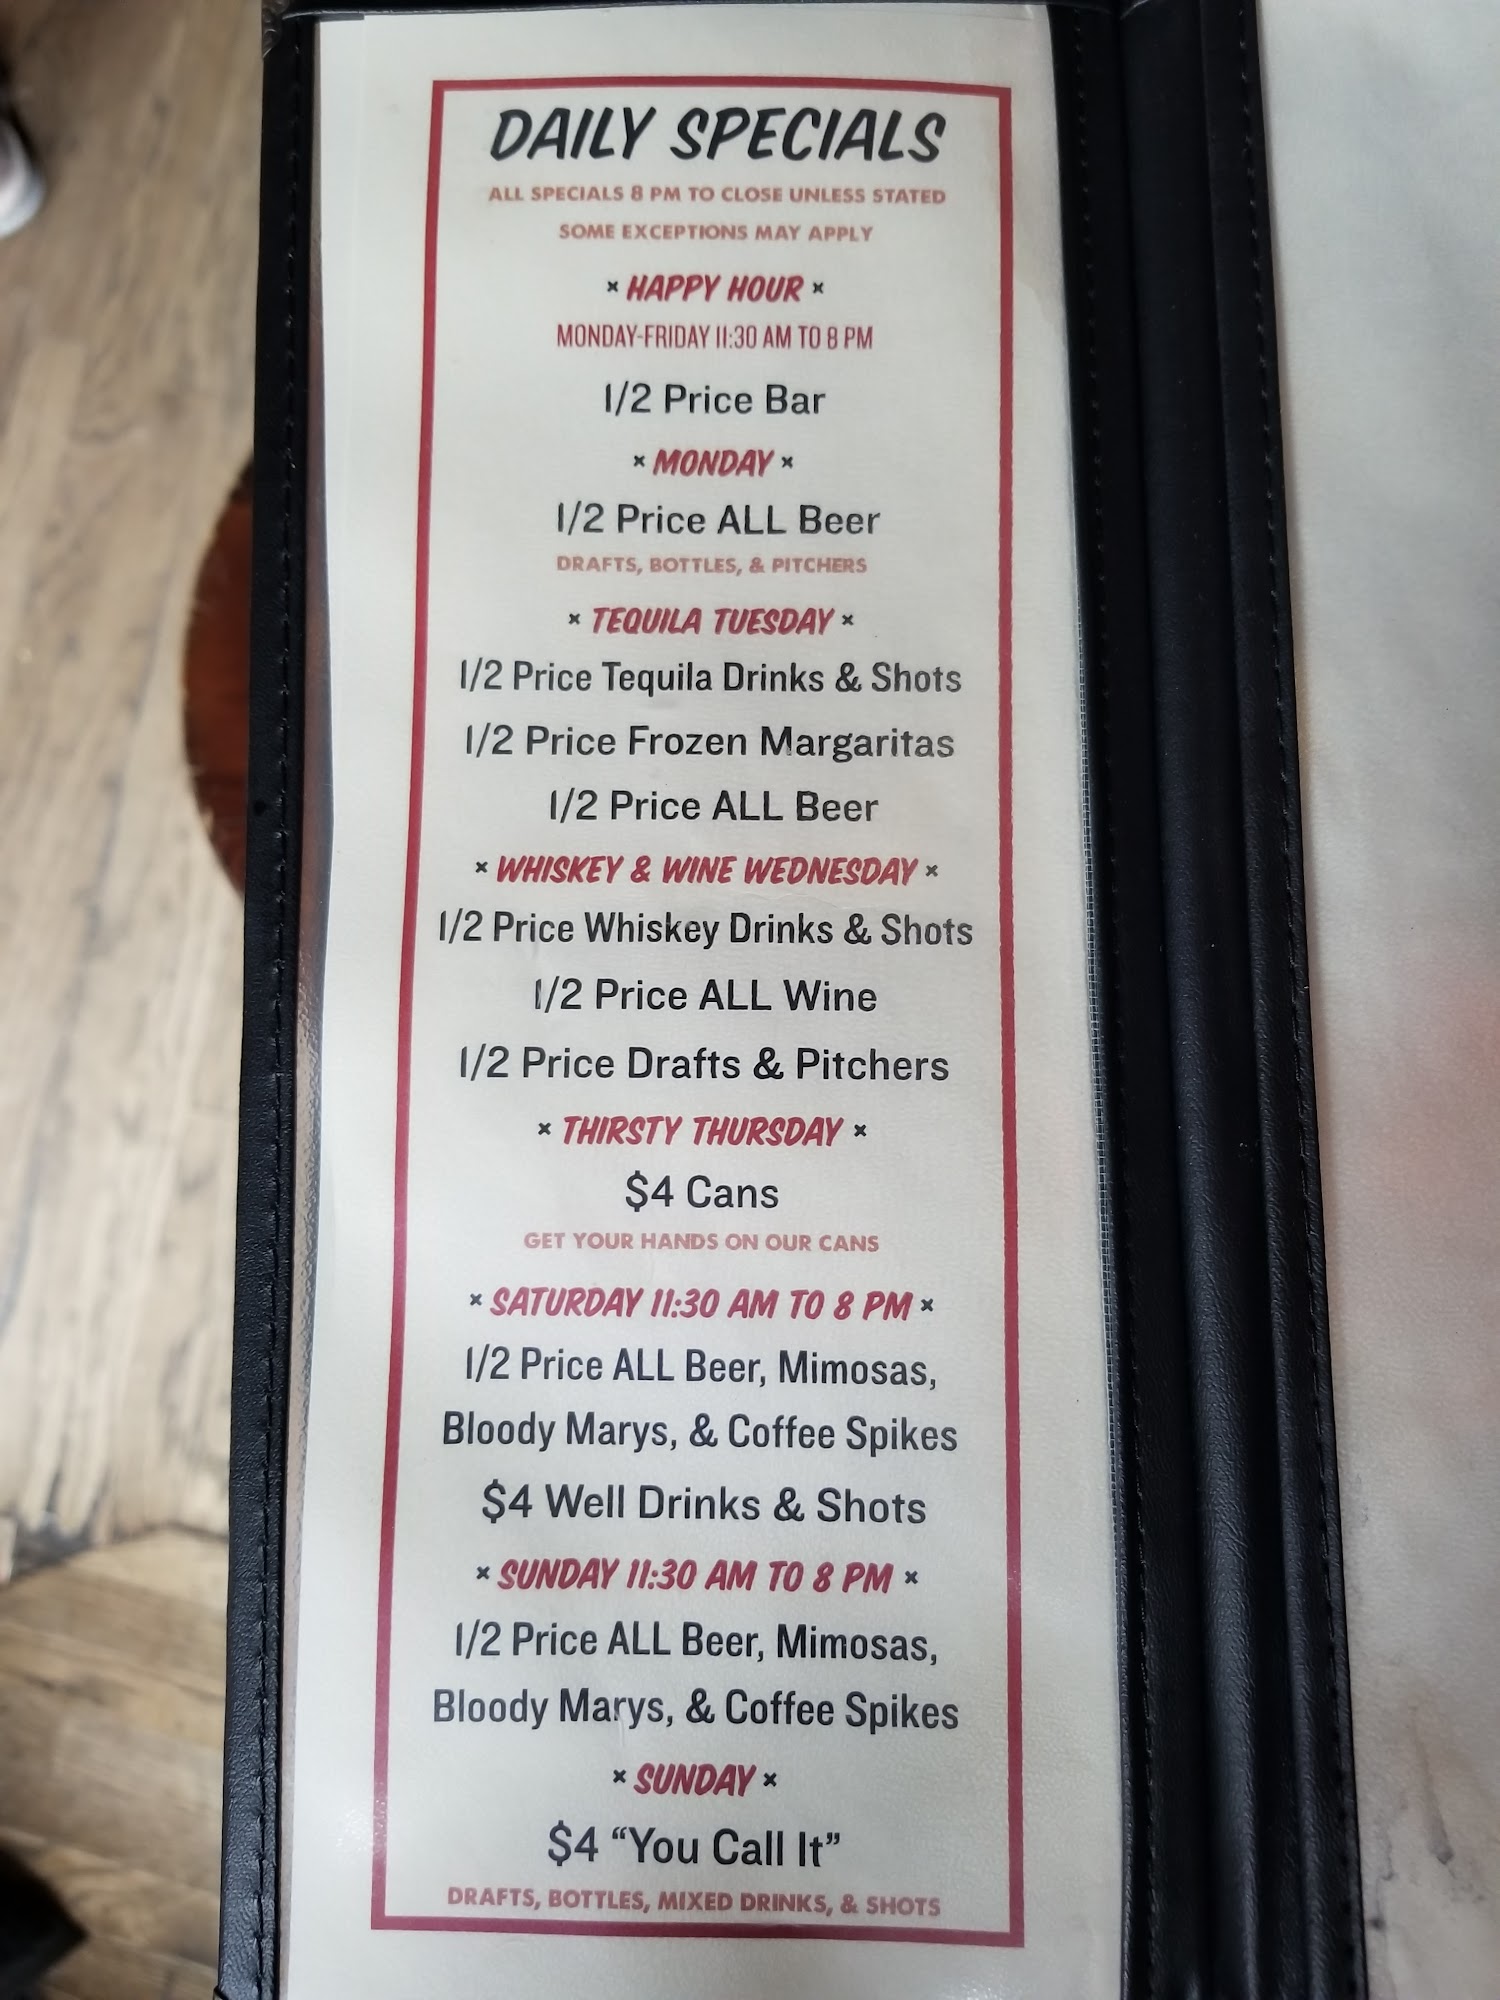 DAILY SPECIALS
ALL SPECIALS 8 PM TO CLOSE UNLESS STATED
SOME EXCEPTIONS MAY APPLY
× HAPPY HOUR ×
MONDAY-FRIDAY 11:30 AM TO 8 PM
1/2 Price Bar
× MONDAY ×
1/2 Price ALL Beer
DRAFTS, BOTTLES, & PITCHERS
× TEQUILA TUESDAY ×
1/2 Price Tequila Drinks & Shots
1/2 Price Frozen Margaritas
1/2 Price ALL Beer
× WHISKEY & WINE WEDNESDAY ×
1/2 Price Whiskey Drinks & Shots
1/2 Price ALL Wine
1/2 Price Drafts & Pitchers
× THIRSTY THURSDAY ×
$4 Cans
GET YOUR HANDS ON OUR CANS
× SATURDAY 11:30 AM TO 8 PM ×
1/2 Price ALL Beer, Mimosas,
Bloody Marys, & Coffee Spikes
$4 Well Drinks & Shots
× SUNDAY 11:30 AM TO 8 PM ×
1/2 Price ALL Beer, Mimosas,
Bloody Marys, & Coffee Spikes
× SUNDAY ×
$4 “You Call It”
DRAFTS, BOTTLES, MIXED DRINKS, & SHOTS